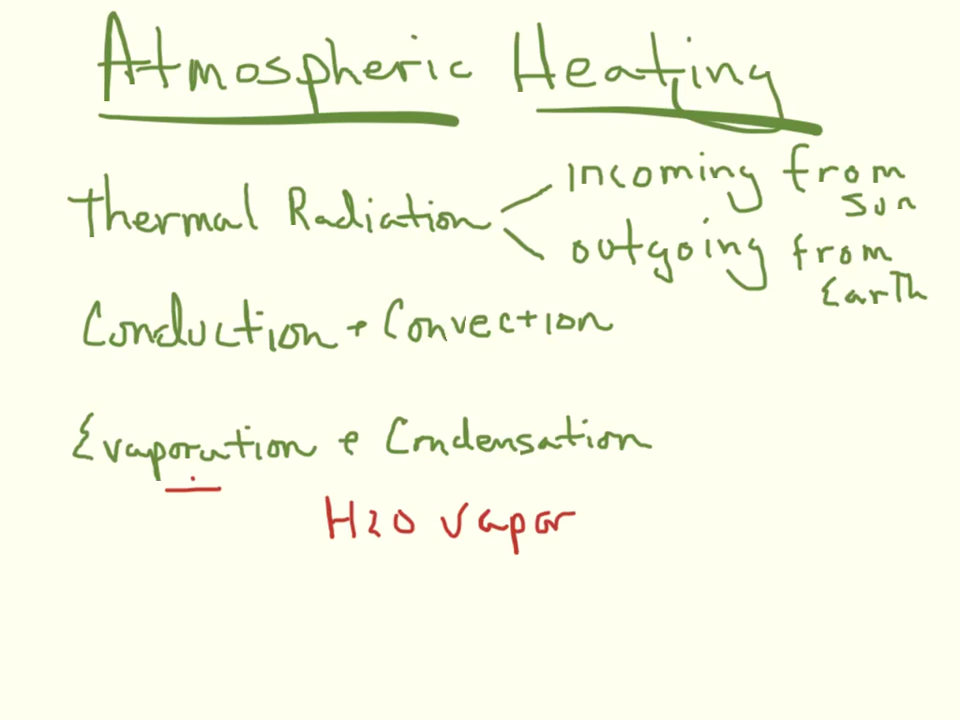 Atmospheric Heating
Thermal Radiation
incoming from sun
outgoing from Earth
Conduction + Convection
Evaporation & Condensation
H2O vapor